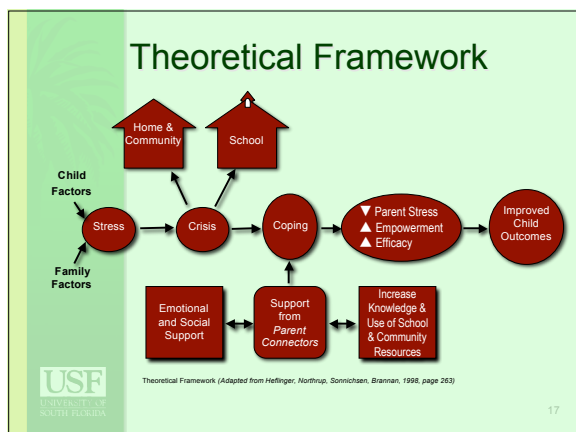 Theoretical Framework
Home &
Community
School
Child
Factors
Stress
Crisis
Coping
▼ Parent Stress
▲ Empowerment
▲ Efficacy
Improved
Child
Outcomes
Family
Factors
Emotional
and Social
Support
Support
from
Parent
Connectors
Increase
Knowledge &
Use of School
& Community
Resources
Theoretical Framework (Adapted from Heflinger, Northrup, Sonnichsen, Brannan, 1998, page 263)
USF
UNIVERSITY OF
SOUTH FLORIDA
17